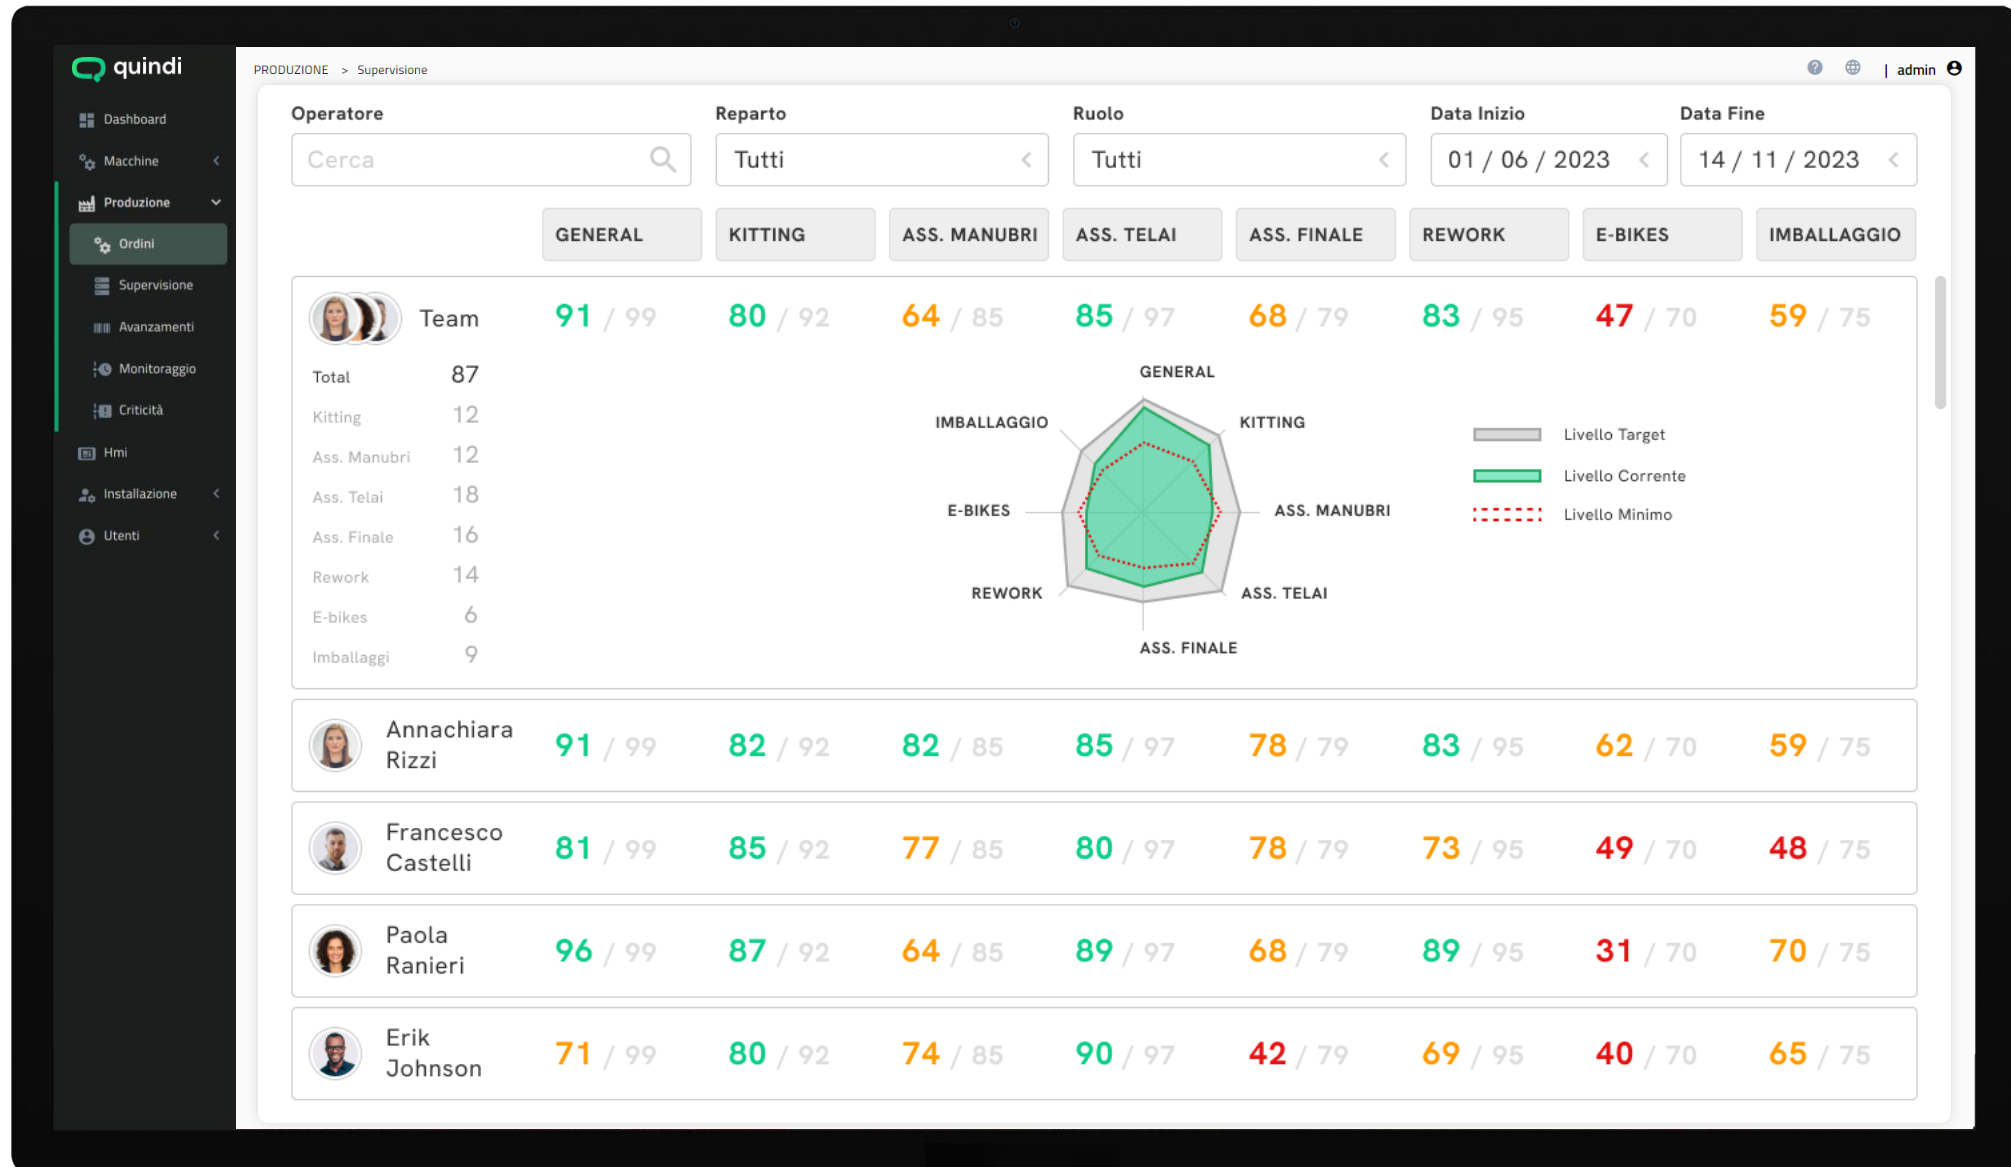 quindi
Dashboard
Macchine
Produzione
Ordini
Supervisione
Avanzamenti
Monitoraggio
Criticità
Hmi
Installazione
Utenti
PRODUZIONE > Supervisione
| admin
Operatore
Cerca
Reparto
Tutti
Ruolo
Tutti
Data Inizio
01 / 06 / 2023
Data Fine
14 / 11 / 2023
GENERAL KITTING ASS. MANUBRI ASS. TELAI ASS. FINALE REWORK E-BIKES IMBALLAGGIO
Team 91 / 99 80 / 92 64 / 85 85 / 97 68 / 79 83 / 95 47 / 70 59 / 75
Total 87
Kitting 12
Ass. Manubri 12
Ass. Telai 18
Ass. Finale 16
Rework 14
E-bikes 6
Imballaggi 9
GENERAL
KITTING
ASS. MANUBRI
ASS. TELAI
ASS. FINALE
REWORK
E-BIKES
IMBALLAGGIO
Livello Target
Livello Corrente
Livello Minimo
Annachiara
Rizzi
91 / 99 82 / 92 82 / 85 85 / 97 78 / 79 83 / 95 62 / 70 59 / 75
Francesco
Castelli
81 / 99 85 / 92 77 / 85 80 / 97 78 / 79 73 / 95 49 / 70 48 / 75
Paola
Ranieri
96 / 99 87 / 92 64 / 85 89 / 97 68 / 79 89 / 95 31 / 70 70 / 75
Erik
Johnson
71 / 99 80 / 92 74 / 85 90 / 97 42 / 79 69 / 95 40 / 70 65 / 75